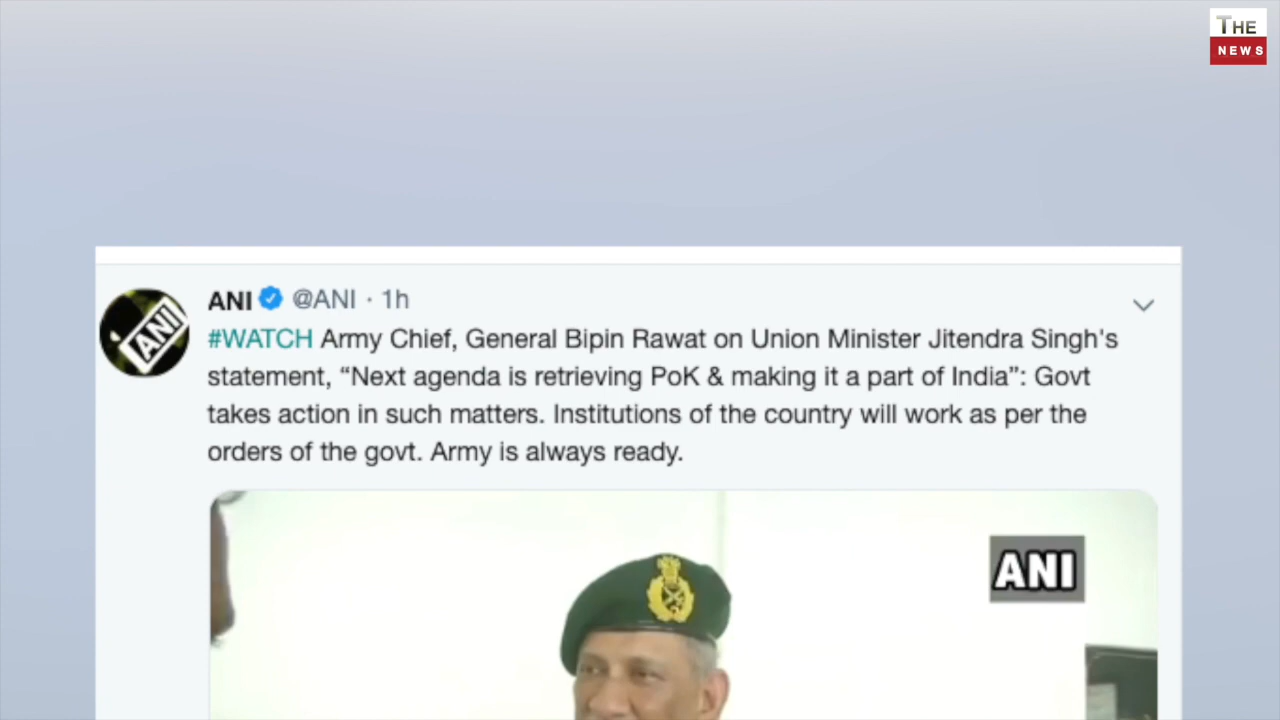 THE
NEWS
ANI @ANI · 1h
#WATCH Army Chief, General Bipin Rawat on Union Minister Jitendra Singh's
statement, “Next agenda is retrieving PoK & making it a part of India”: Govt
takes action in such matters. Institutions of the country will work as per the
orders of the govt. Army is always ready.
ANI
ANI